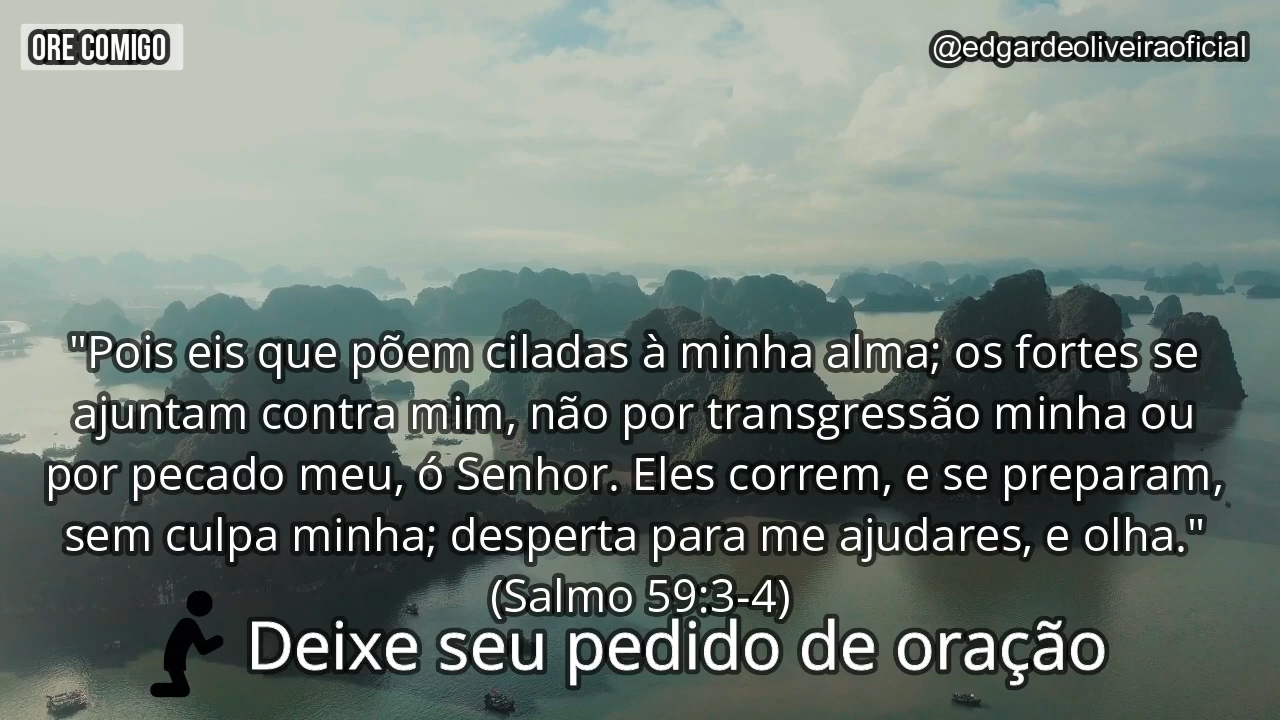 ORE COMIGO
@edgardeoliveiraoficial
"Pois eis que põem ciladas à minha alma; os fortes se
ajuntam contra mim, não por transgressão minha ou
por pecado meu, ó Senhor. Eles correm, e se preparam,
sem culpa minha; desperta para me ajudares, e olha."
(Salmo 59:3-4)
Deixe seu pedido de oração